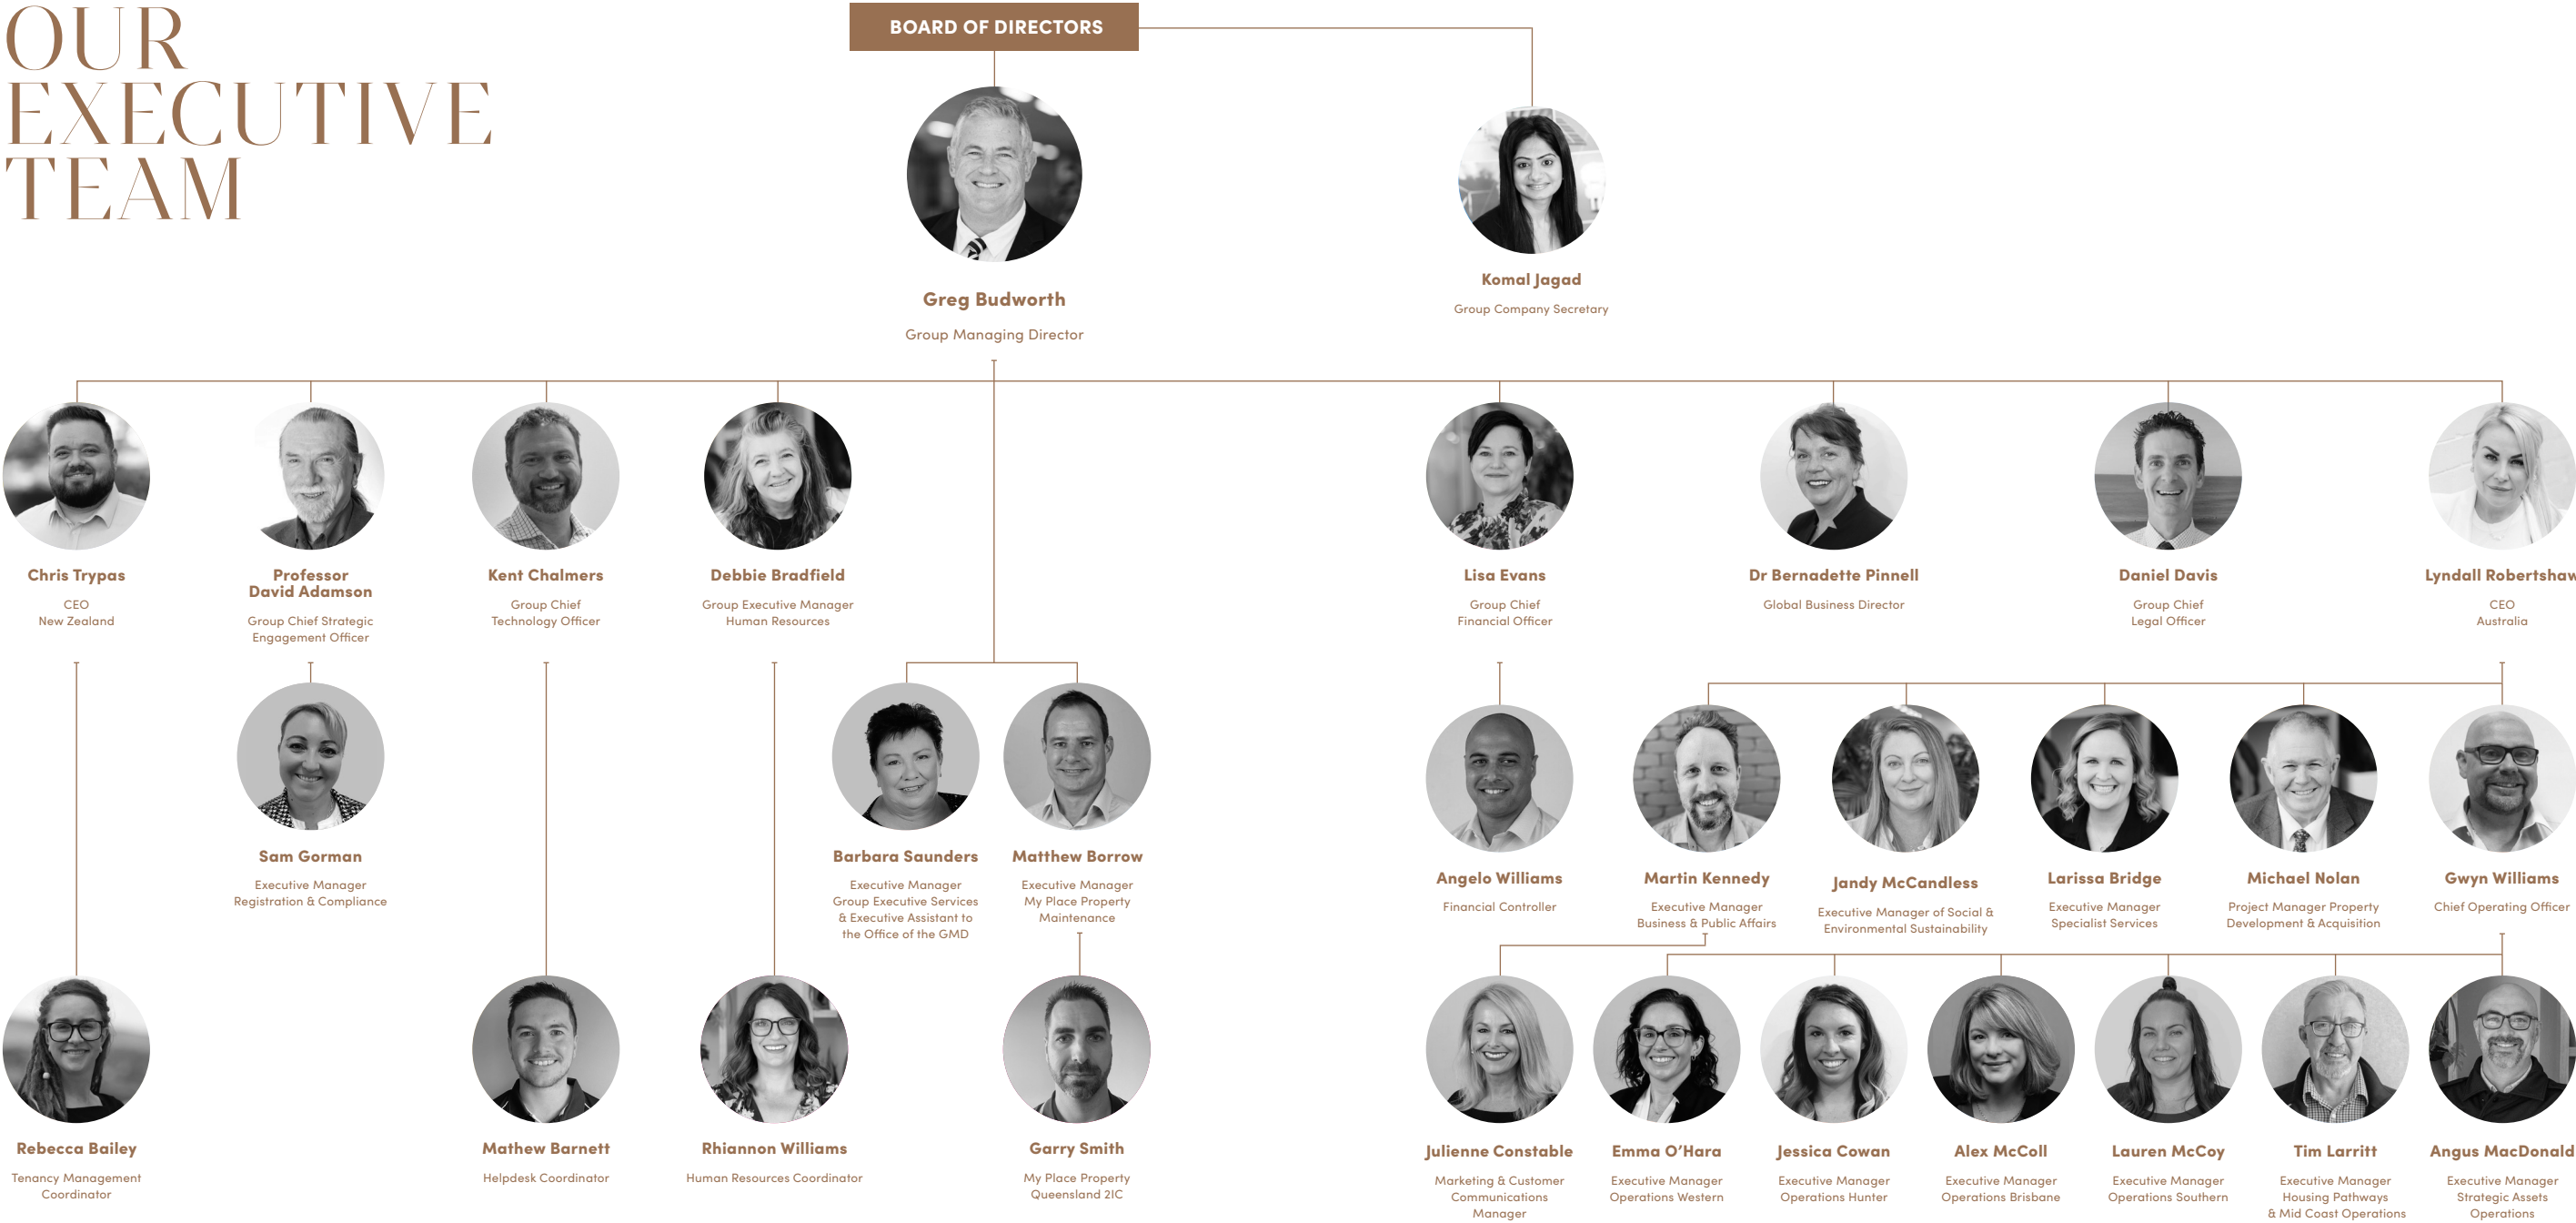 OUR
EXECUTIVE
TEAM
BOARD OF DIRECTORS
Greg Budworth
Group Managing Director
Komal Jagad
Group Company Secretary
Chris Trypas
CEO
New Zealand
Professor
David Adamson
Group Chief Strategic
Engagement Officer
Kent Chalmers
Group Chief
Technology Officer
Debbie Bradfield
Group Executive Manager
Human Resources
Lisa Evans
Group Chief
Financial Officer
Dr Bernadette Pinnell
Global Business Director
Daniel Davis
Group Chief
Legal Officer
Lyndall Robertshaw
CEO
Australia
Sam Gorman
Executive Manager
Registration & Compliance
Barbara Saunders
Executive Manager
Group Executive Services
& Executive Assistant to
the Office of the GMD
Matthew Borrow
Executive Manager
My Place Property
Maintenance
Angelo Williams
Financial Controller
Martin Kennedy
Executive Manager
Business & Public Affairs
Jandy McCandless
Executive Manager of Social &
Environmental Sustainability
Larissa Bridge
Executive Manager
Specialist Services
Michael Nolan
Project Manager Property
Development & Acquisition
Gwyn Williams
Chief Operating Officer
Rebecca Bailey
Tenancy Management
Coordinator
Mathew Barnett
Helpdesk Coordinator
Rhiannon Williams
Human Resources Coordinator
Garry Smith
My Place Property
Queensland 2IC
Julienne Constable
Marketing & Customer
Communications
Manager
Emma O’Hara
Executive Manager
Operations Western
Jessica Cowan
Executive Manager
Operations Hunter
Alex McColl
Executive Manager
Operations Brisbane
Lauren McCoy
Executive Manager
Operations Southern
Tim Larritt
Executive Manager
Housing Pathways
& Mid Coast Operations
Angus MacDonald
Executive Manager
Strategic Assets
Operations